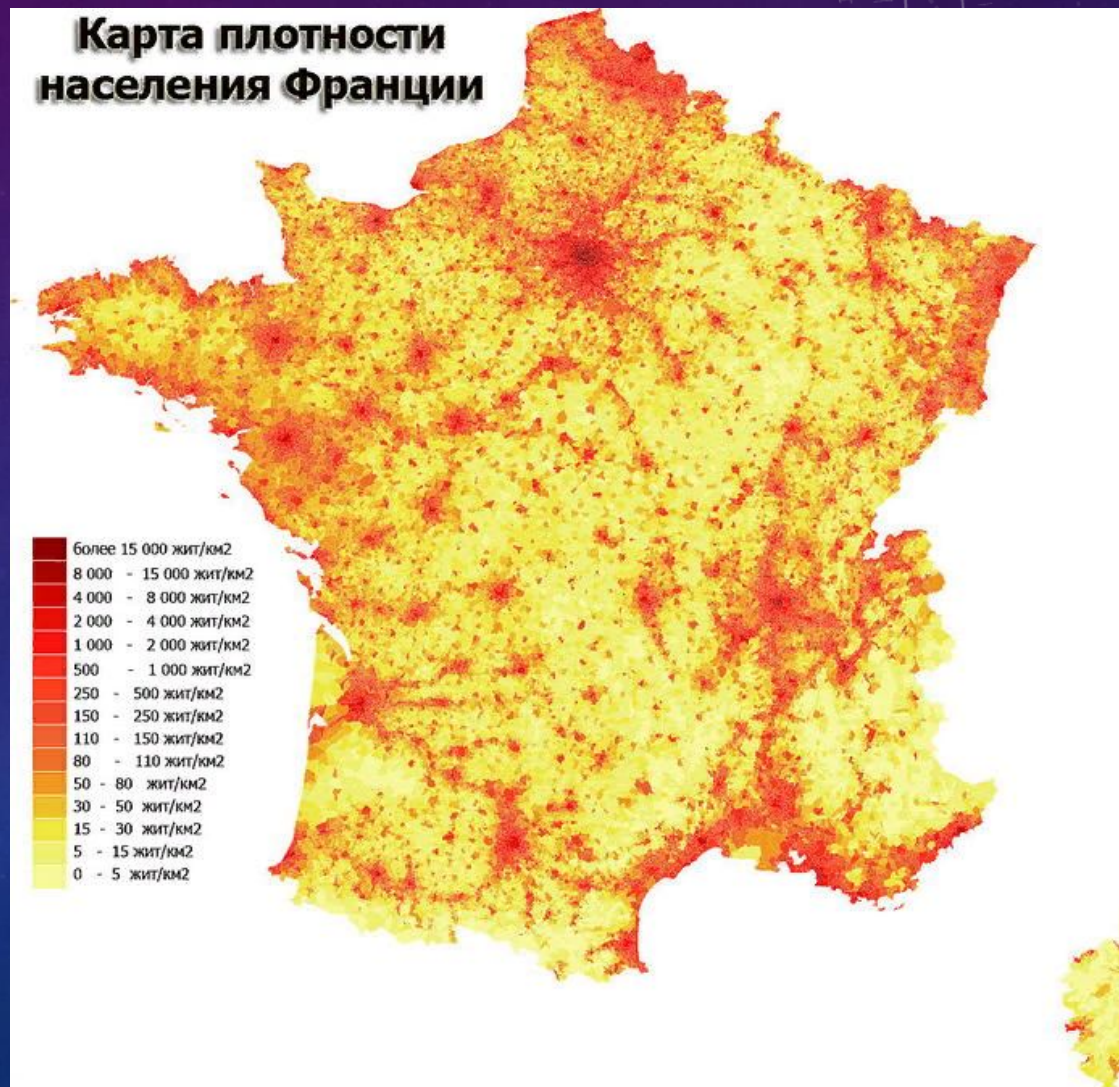 Карта плотности
населения Франции
более 15 000 жит/км2
8 000 - 15 000 жит/км2
4 000 - 8 000 жит/км2
2 000 - 4 000 жит/км2
1 000 - 2 000 жит/км2
500 - 1 000 жит/км2
250 - 500 жит/км2
150 - 250 жит/км2
110 - 150 жит/км2
80 - 110 жит/км2
50 - 80 жит/км2
30 - 50 жит/км2
15 - 30 жит/км2
5 - 15 жит/км2
0 - 5 жит/км2